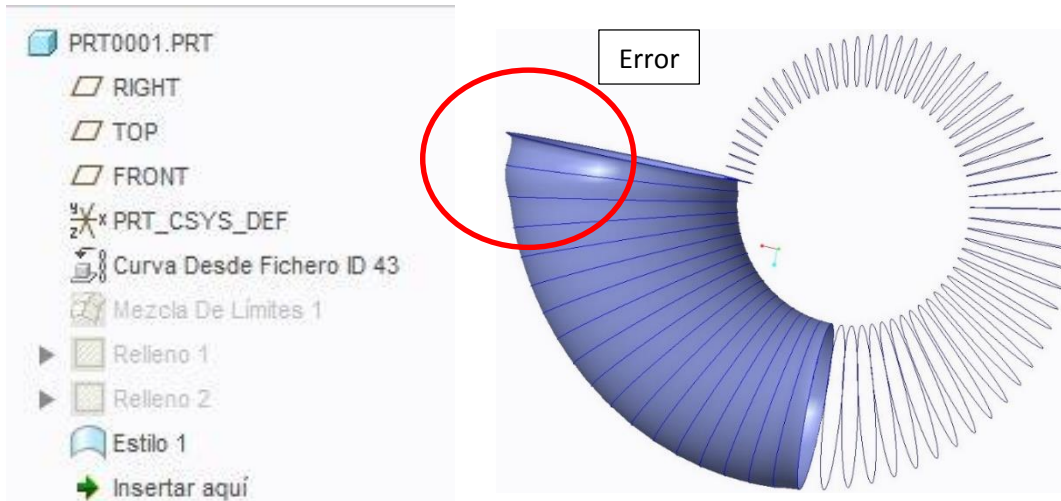 PRT0001.PRT
RIGHT
TOP
FRONT
y
x
z
PRT_CSYS_DEF
Curva Desde Fichero ID 43
Mezcla De Límites 1
Relleno 1
Relleno 2
Estilo 1
Insertar aquí
Error